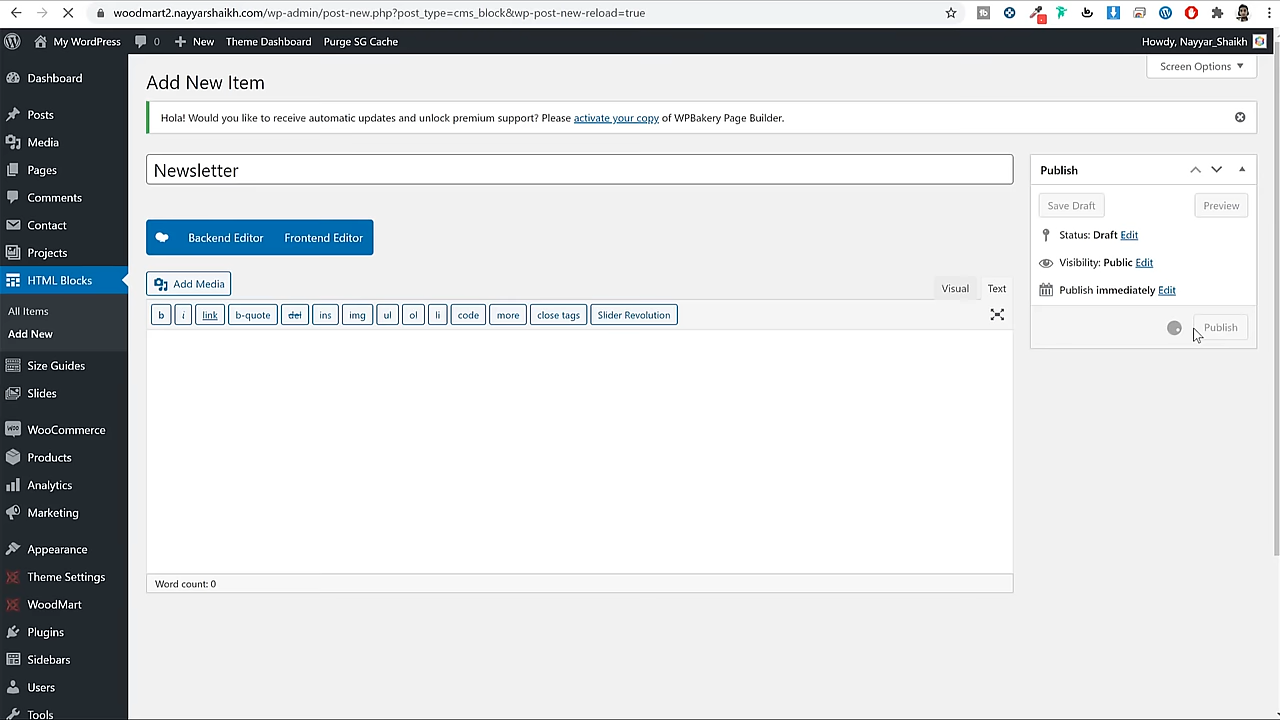 woodmart2.nayyarshaikh.com/wp-admin/post-new.php?post_type=cms_block&wp-post-new-reload=true
My WordPress 0 New Theme Dashboard Purge SG Cache Howdy, Nayyar_Shaikh
Dashboard
Posts
Media
Pages
Comments
Contact
Projects
HTML Blocks
All Items
Add New
Size Guides
Slides
WooCommerce
Products
Analytics
Marketing
Appearance
Theme Settings
WoodMart
Plugins
Sidebars
Users
Tools
Screen Options
Add New Item
Hola! Would you like to receive automatic updates and unlock premium support? Please activate your copy of WPBakery Page Builder.
Newsletter
Backend Editor Frontend Editor
Add Media Visual Text
b i link b-quote del ins img ul ol li code more close tags Slider Revolution
Word count: 0
Publish
Save Draft Preview
Status: Draft Edit
Visibility: Public Edit
Publish immediately Edit
Publish